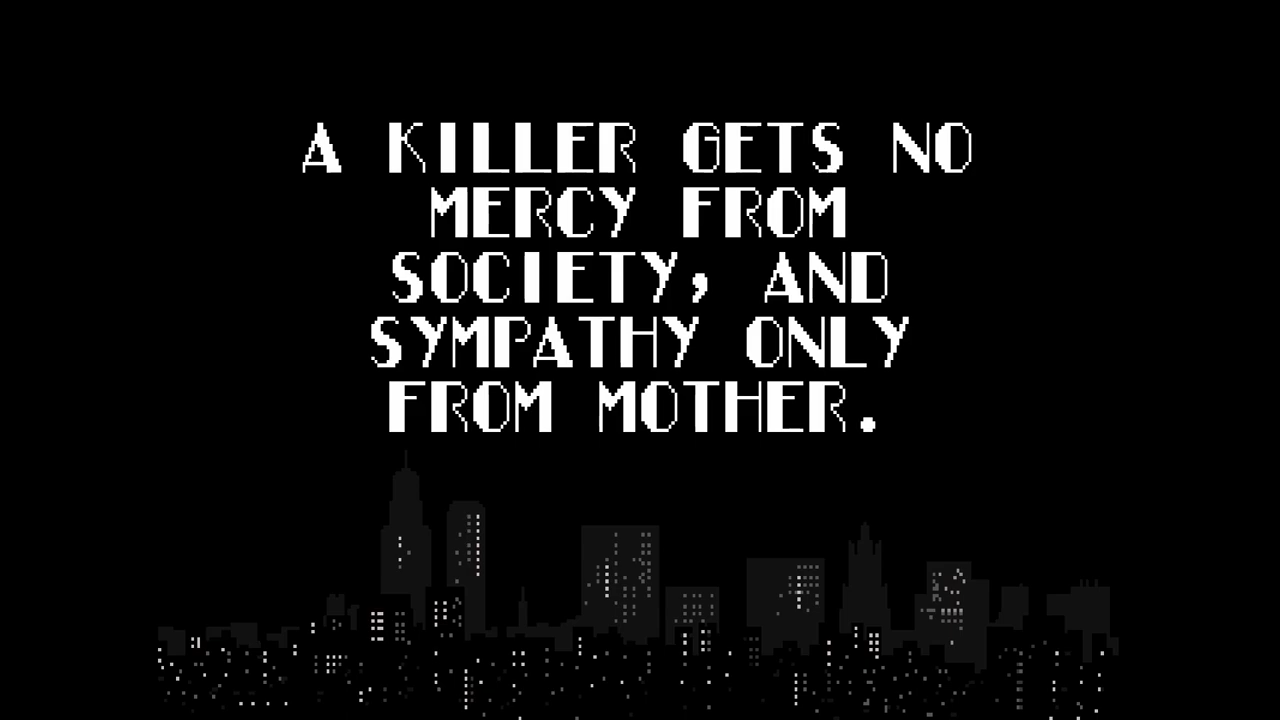 A KILLER GETS NO
MERCY FROM
SOCIETY, AND
SYMPATHY ONLY
FROM MOTHER.